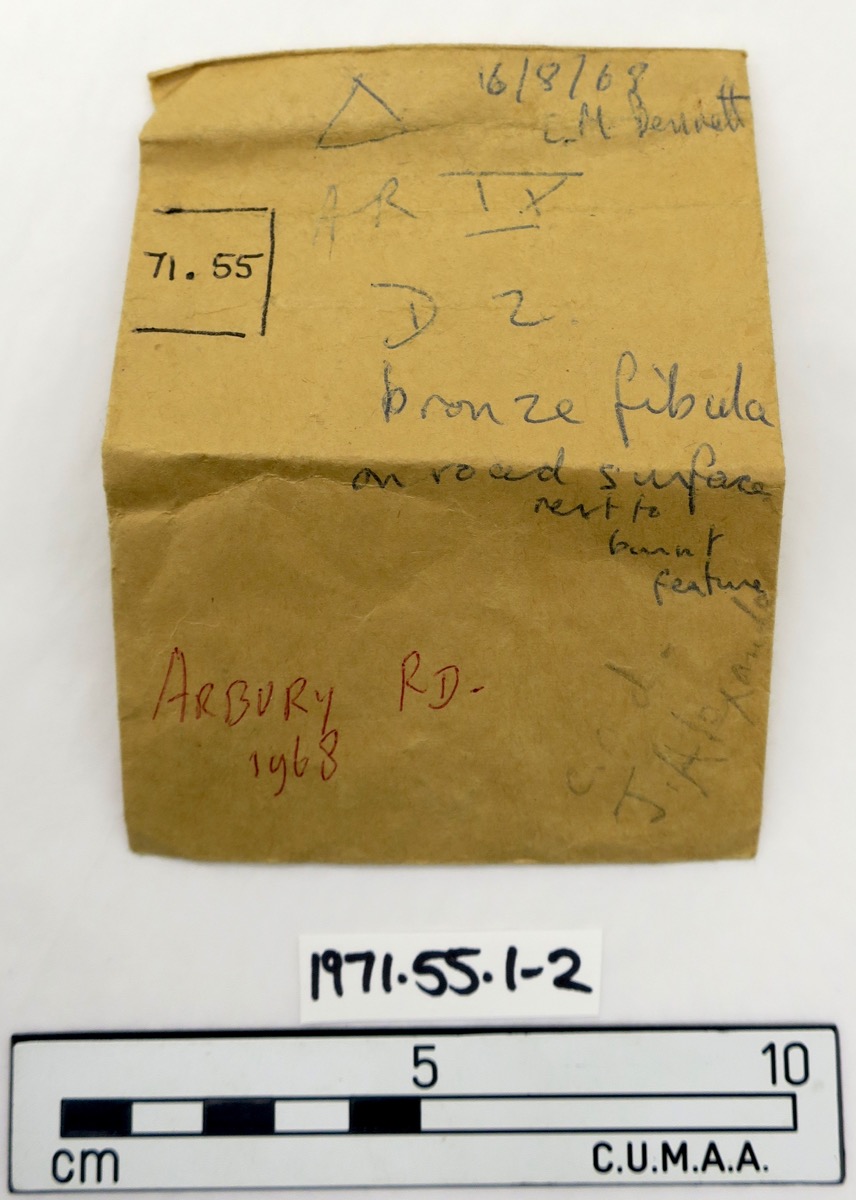 16/8/68
C. M Bennett
AR IX
71.55
D 2.
bronze fibula
on road surface
next to
burnt
feature
J. Alexander
ARBURY RD.
1968
1971.55.1-2
5 10
cm C.U.M.A.A.